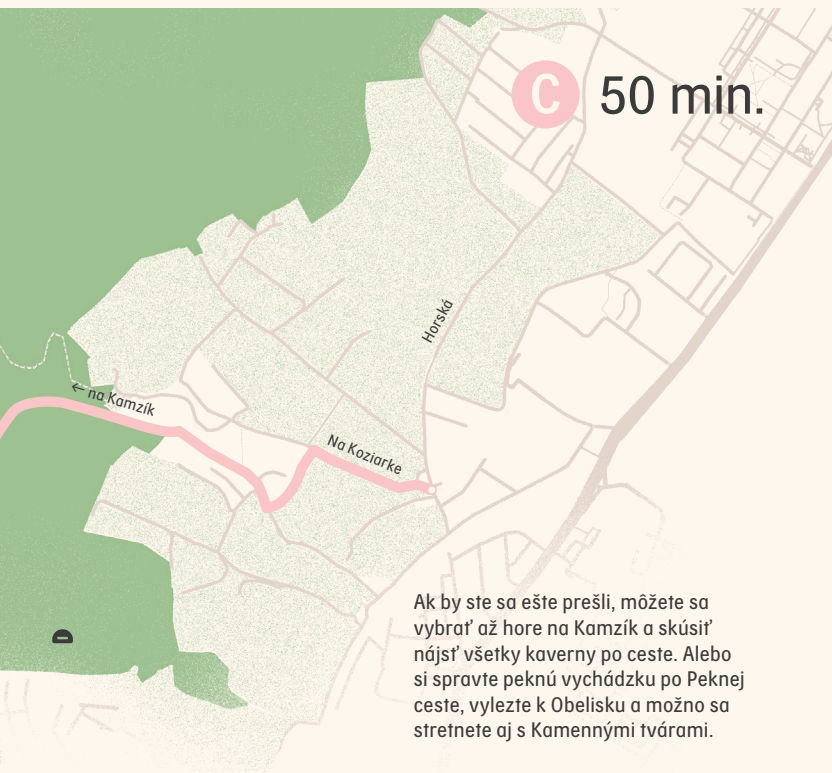 C 50 min.
Horská
← na Kamzík
Na Koziarke
Ak by ste sa ešte prešli, môžete sa
vybrať až hore na Kamzík a skúsiť
nájsť všetky kaverny po ceste. Alebo
si spravte peknú vychádzku po Peknej
ceste, vylezte k Obelisku a možno sa
stretnete aj s Kamennými tvárami.